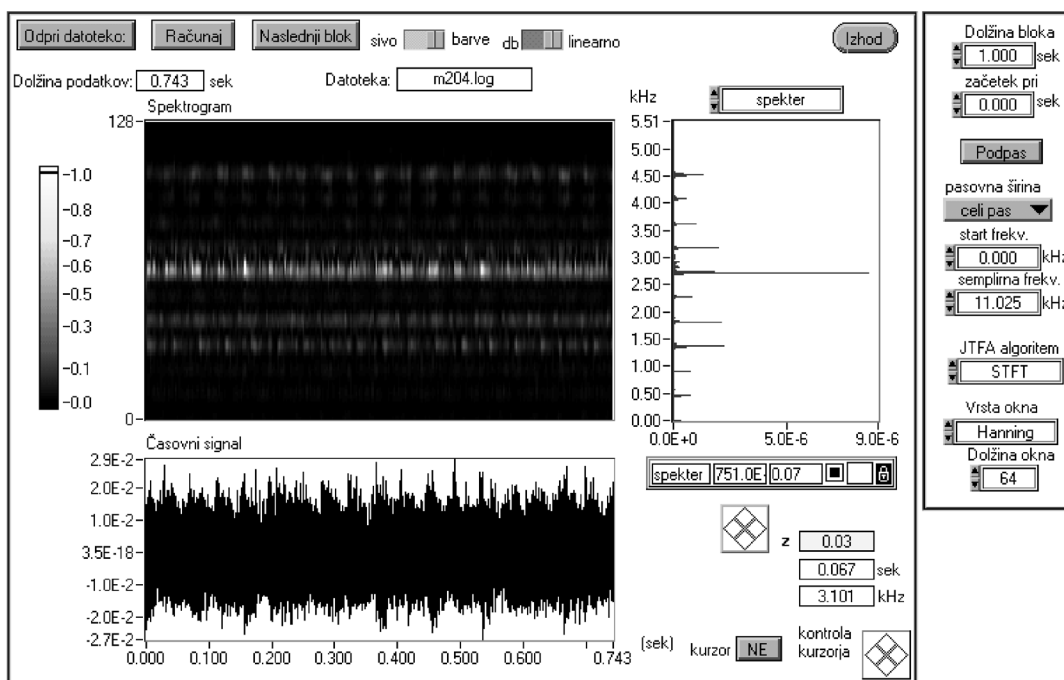 Odpri datoteko: Računaj Naslednji blok sivo barve db linearno Izhod
Dolžina podatkov: 0.743 sek Datoteka: m204.log
Spektrogram
128
0
1.0
0.8
0.7
0.6
0.5
0.3
0.1
0.0
kHz spekter
5.51
5.00
4.50
4.00
3.50
3.00
2.50
2.00
1.50
1.00
0.50
0.00
0.0E+0 5.0E-6 9.0E-6
spekter 751.0E- 0.07
Časovni signal
2.9E-2
2.0E-2
1.0E-2
3.5E-18
-1.0E-2
-2.0E-2
-2.7E-2
0.000 0.100 0.200 0.300 0.400 0.500 0.600 0.743
(sek)
z 0.03
0.067 sek
3.101 kHz
kurzor NE
kontrola
kurzorja
Dolžina bloka
1.000 sek
začetek pri
0.000 sek
Podpas
pasovna širina
celi pas
start frekv.
0.000 kHz
semplirna frekv.
11.025 kHz
JTFA algoritem
STFT
Vrsta okna
Hanning
Dolžina okna
64